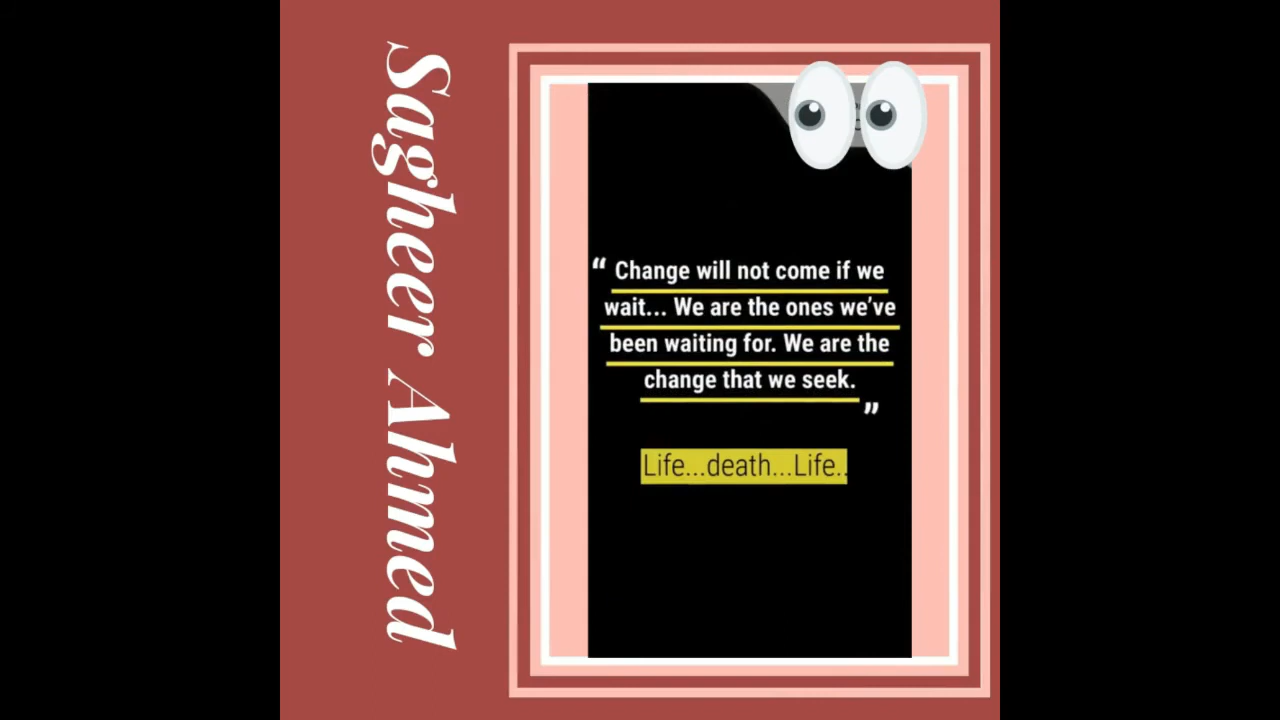 Sagheer Ahmed
“ Change will not come if we
wait... We are the ones we’ve
been waiting for. We are the
change that we seek.
”
Life...death...Life..